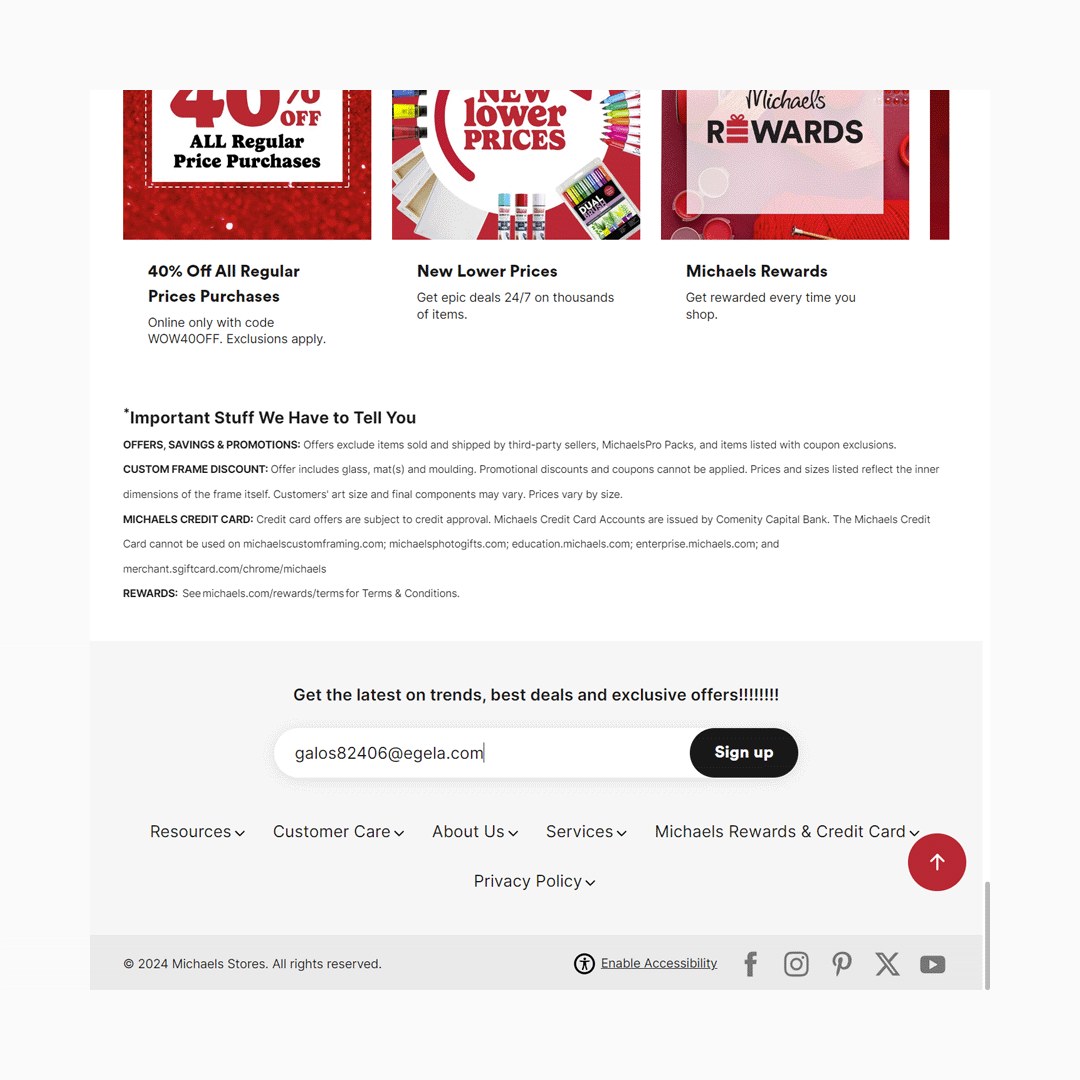 40%
OFF
ALL Regular
Price Purchases
NEW
lower
PRICES
DUAL
BRUSH
Michaels
REWARDS
40% Off All Regular
Prices Purchases
Online only with code
WOW40OFF. Exclusions apply.
New Lower Prices
Get epic deals 24/7 on thousands
of items.
Michaels Rewards
Get rewarded every time you
shop.
*Important Stuff We Have to Tell You
OFFERS, SAVINGS & PROMOTIONS: Offers exclude items sold and shipped by third-party sellers, MichaelsPro Packs, and items listed with coupon exclusions.
CUSTOM FRAME DISCOUNT: Offer includes glass, mat(s) and moulding. Promotional discounts and coupons cannot be applied. Prices and sizes listed reflect the inner
dimensions of the frame itself. Customers' art size and final components may vary. Prices vary by size.
MICHAELS CREDIT CARD: Credit card offers are subject to credit approval. Michaels Credit Card Accounts are issued by Comenity Capital Bank. The Michaels Credit
Card cannot be used on michaelscustomframing.com; michaelsphotogifts.com; education.michaels.com; enterprise.michaels.com; and
merchant.sgiftcard.com/chrome/michaels
REWARDS: See michaels.com/rewards/terms for Terms & Conditions.
Get the latest on trends, best deals and exclusive offers!!!!!!!!
galos82406@egela.com
Sign up
Resources
Customer Care
About Us
Services
Michaels Rewards & Credit Card
Privacy Policy
© 2024 Michaels Stores. All rights reserved.
Enable Accessibility